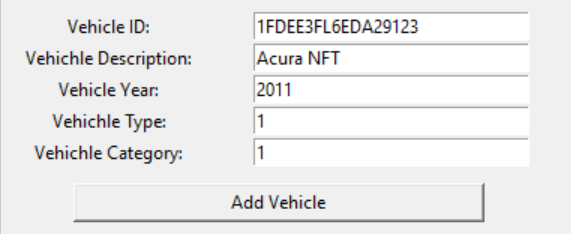 Vehicle ID: 1FDEE3FL6EDA29123
Vehichle Description: Acura NFT
Vehicle Year: 2011
Vehichle Type: 1
Vehichle Category: 1
Add Vehicle